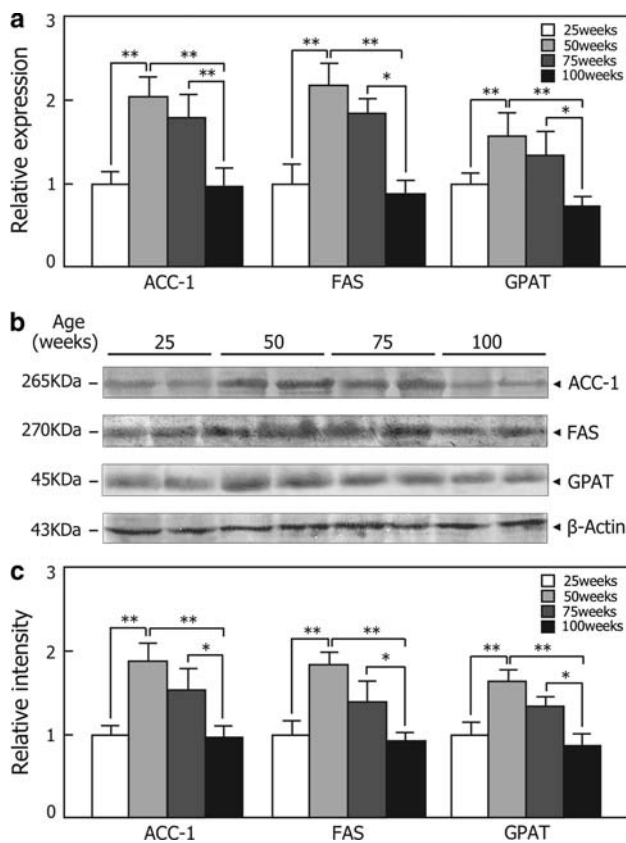 a
3
2
1
0
Relative expression
** **
**
** **
*
** **
*
25weeks
50weeks
75weeks
100weeks
ACC-1 FAS GPAT
b
Age
(weeks)
25 50 75 100
265KDa
ACC-1
270KDa
FAS
45KDa
GPAT
43KDa
β-Actin
c
3
2
1
0
Relative intensity
** **
*
** **
*
** **
*
25weeks
50weeks
75weeks
100weeks
ACC-1 FAS GPAT